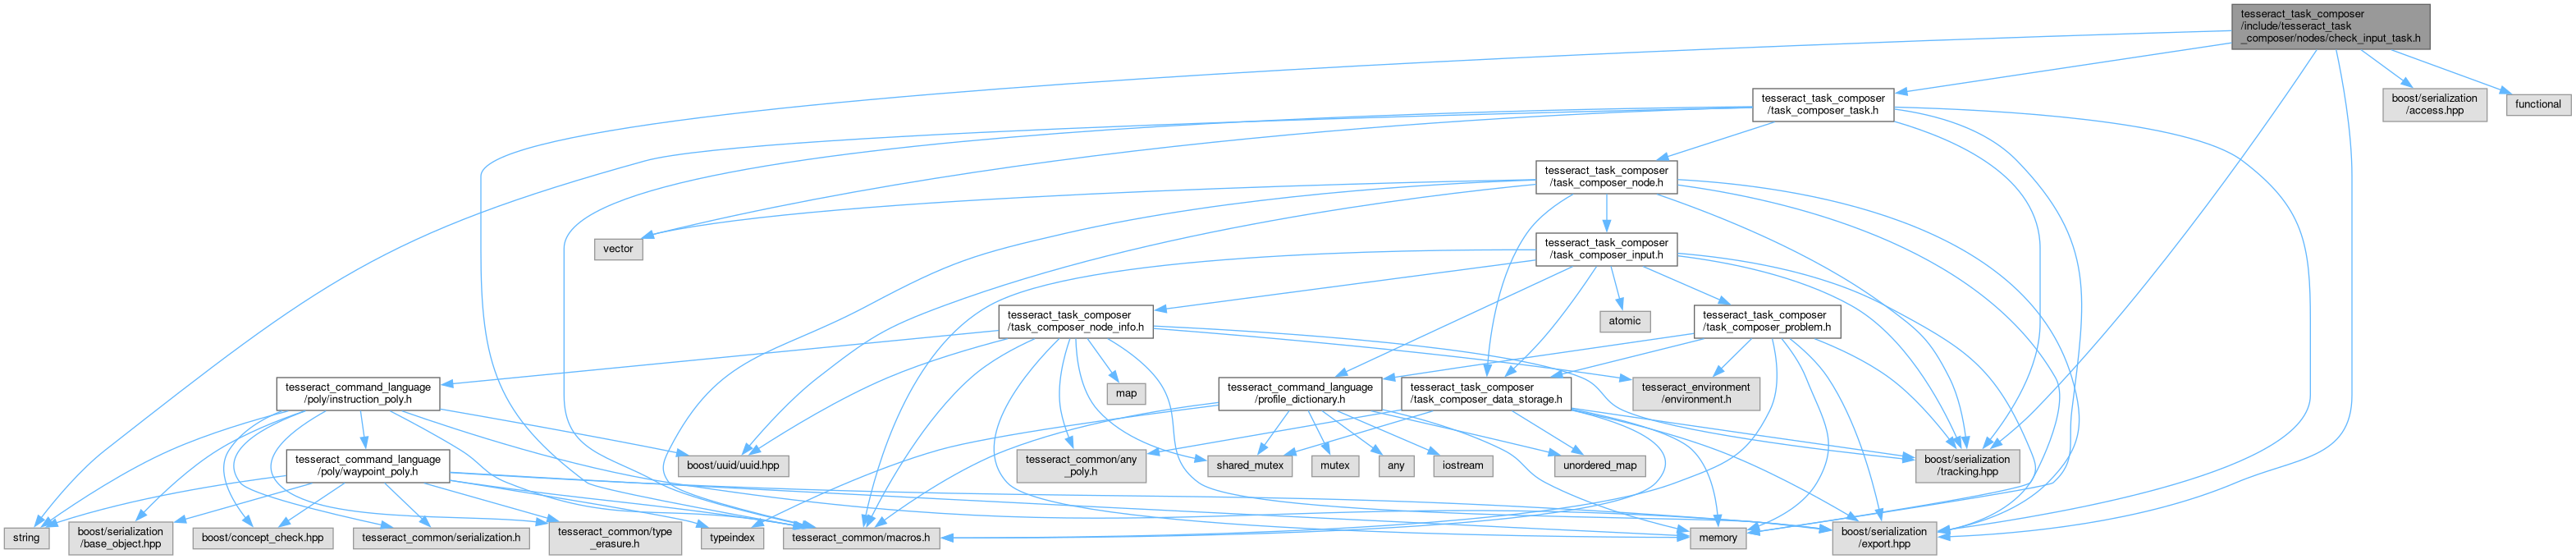 tesseract_task_composer
/include/tesseract_task
_composer/nodes/check_input_task.h
tesseract_task_composer
/task_composer_task.h
boost/serialization
/access.hpp
functional
tesseract_task_composer
/task_composer_node.h
vector
tesseract_task_composer
/task_composer_input.h
tesseract_task_composer
/task_composer_node_info.h
atomic
tesseract_task_composer
/task_composer_problem.h
tesseract_command_language
/poly/instruction_poly.h
map
tesseract_command_language
/profile_dictionary.h
tesseract_task_composer
/task_composer_data_storage.h
tesseract_environment
/environment.h
tesseract_command_language
/poly/waypoint_poly.h
boost/uuid/uuid.hpp
tesseract_common/any
_poly.h
shared_mutex
mutex
any
iostream
unordered_map
boost/serialization
/tracking.hpp
string
boost/serialization
/base_object.hpp
boost/concept_check.hpp
tesseract_common/serialization.h
tesseract_common/type
_erasure.h
typeindex
tesseract_common/macros.h
memory
boost/serialization
/export.hpp